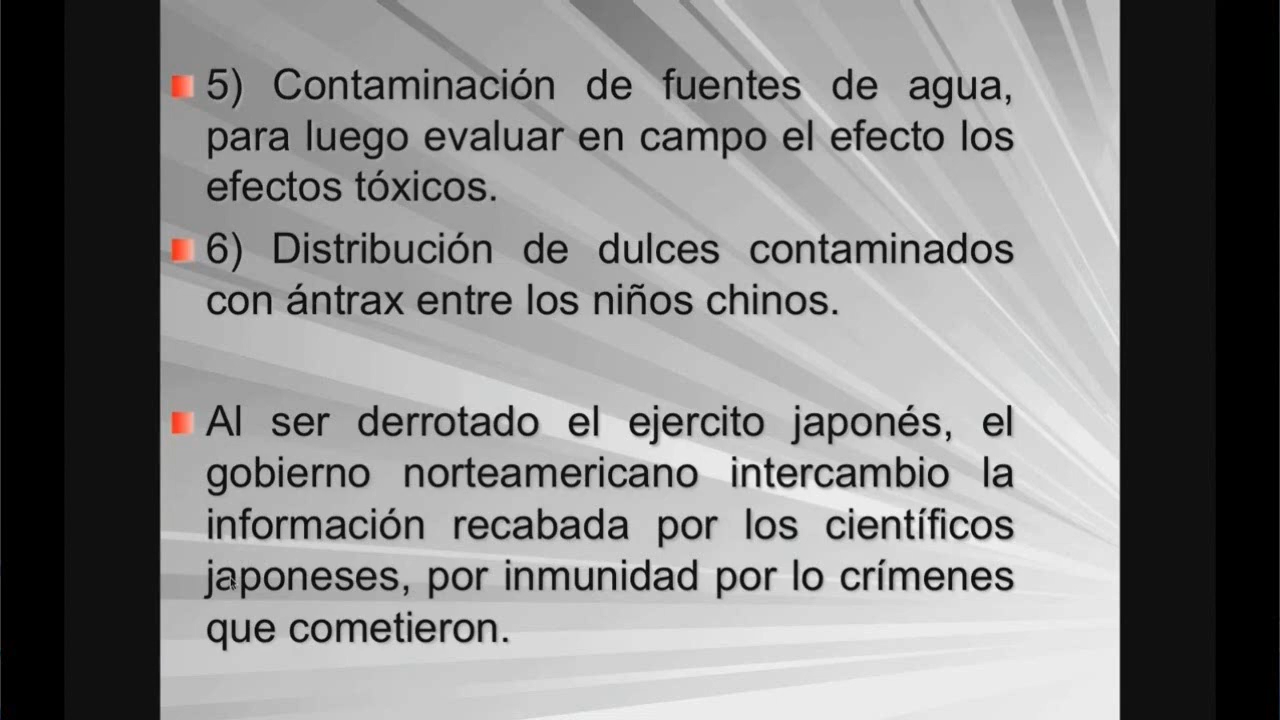 5) Contaminación de fuentes de agua,
para luego evaluar en campo el efecto los
efectos tóxicos.
6) Distribución de dulces contaminados
con ántrax entre los niños chinos.
Al ser derrotado el ejercito japonés, el
gobierno norteamericano intercambio la
información recabada por los científicos
japoneses, por inmunidad por lo crímenes
que cometieron.